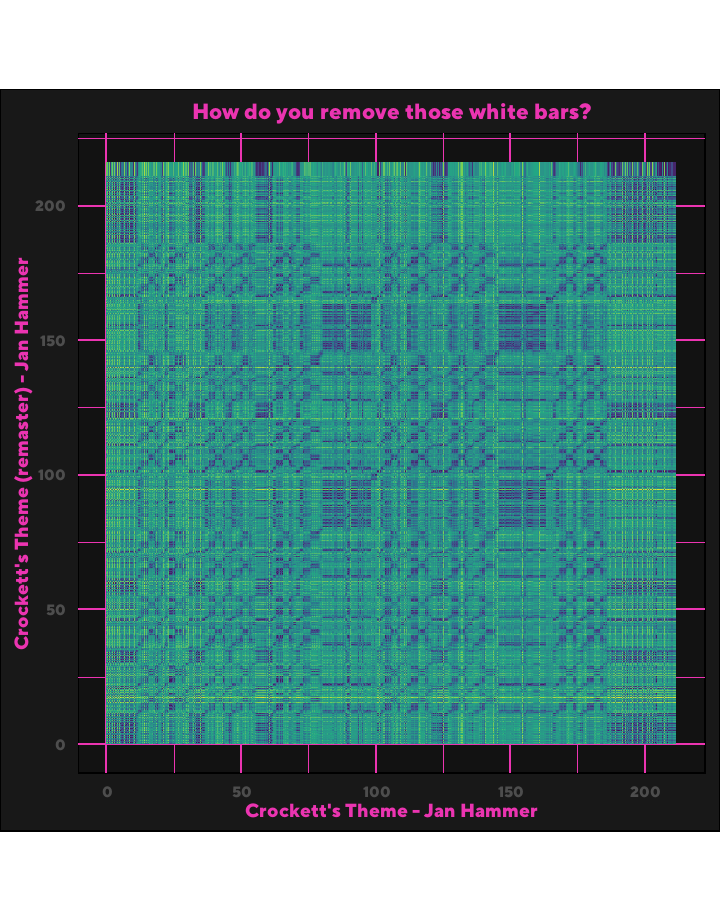 How do you remove those white bars?
Crockett's Theme (remaster) - Jan Hammer
200
150
100
50
0
0 50 100 150 200
Crockett's Theme - Jan Hammer